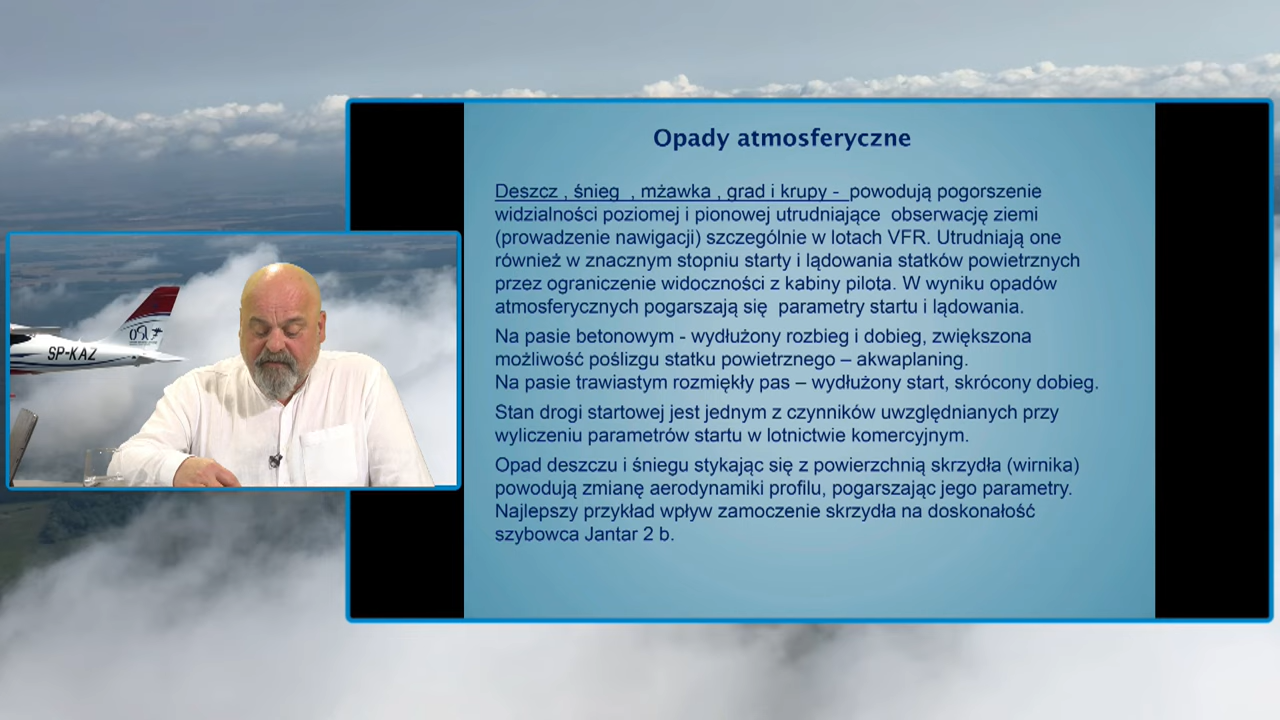 Opady atmosferyczne
Deszcz , śnieg , mżawka , grad i krupy - powodują pogorszenie
widzialności poziomej i pionowej utrudniające obserwację ziemi
(prowadzenie nawigacji) szczególnie w lotach VFR. Utrudniają one
również w znacznym stopniu starty i lądowania statków powietrznych
przez ograniczenie widoczności z kabiny pilota. W wyniku opadów
atmosferycznych pogarszają się parametry startu i lądowania.
Na pasie betonowym - wydłużony rozbieg i dobieg, zwiększona
możliwość poślizgu statku powietrznego – akwaplaning.
Na pasie trawiastym rozmiękły pas – wydłużony start, skrócony dobieg.
Stan drogi startowej jest jednym z czynników uwzględnianych przy
wyliczeniu parametrów startu w lotnictwie komercyjnym.
Opad deszczu i śniegu stykając się z powierzchnią skrzydła (wirnika)
powodują zmianę aerodynamiki profilu, pogarszając jego parametry.
Najlepszy przykład wpływ zamoczenie skrzydła na doskonałość
szybowca Jantar 2 b.
SP-KAZ